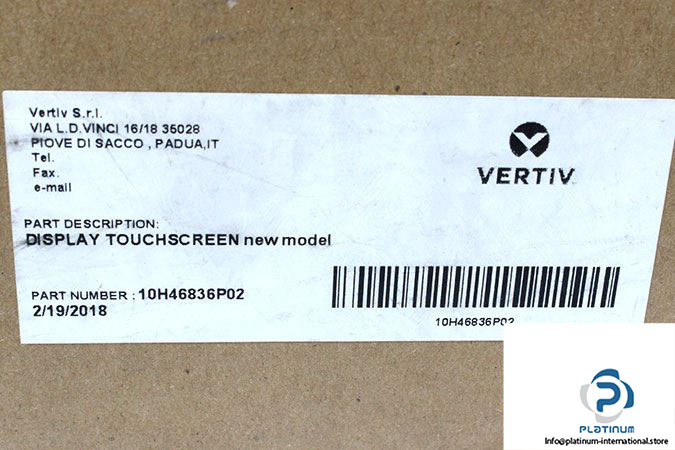 Vertiv S.r.l.
VIA L.D.VINCI 16/18 35028
PIOVE DI SACCO , PADUA,IT
Tel.
Fax.
e-mail
VERTIV
PART DESCRIPTION:
DISPLAY TOUCHSCREEN new model
PART NUMBER : 10H46836P02
2/19/2018
10H46836P02
PLATINUM
Info@platinum-international.store